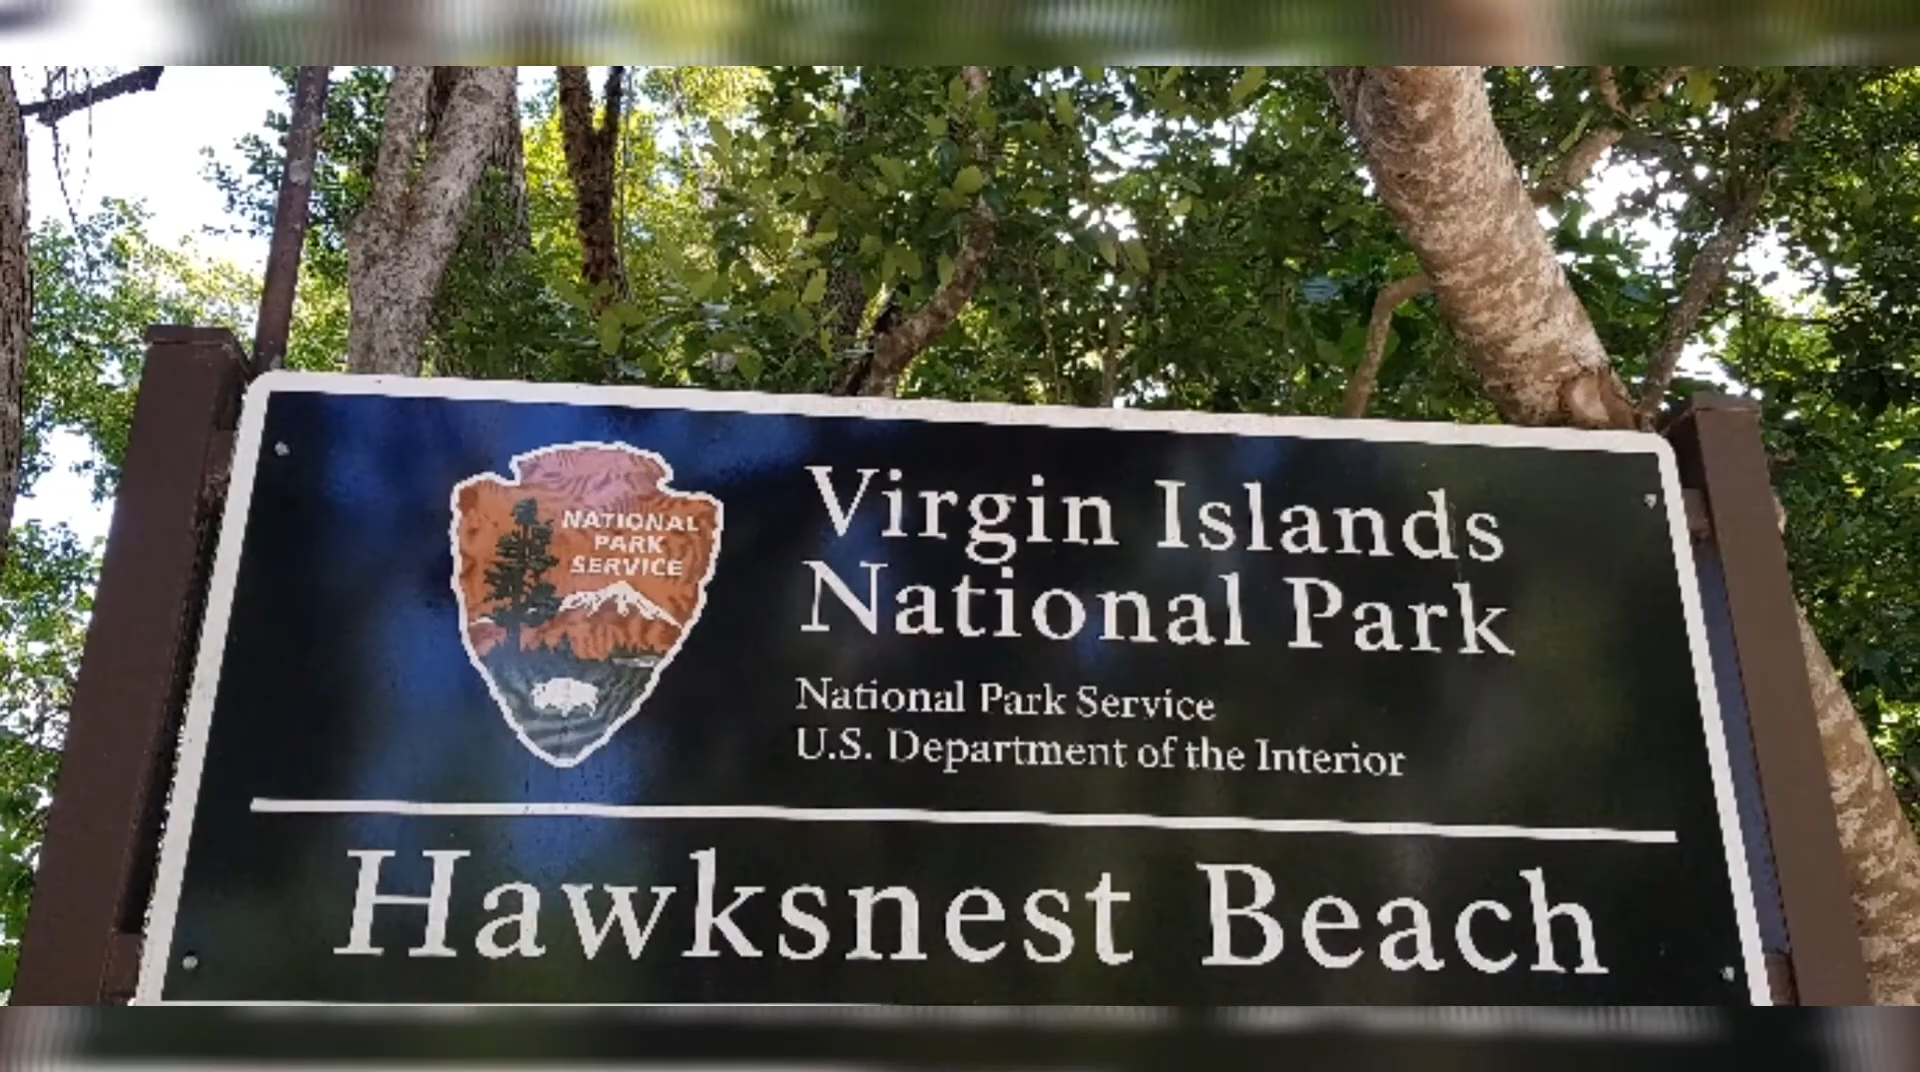 NATIONAL
PARK
SERVICE
Virgin Islands
National Park
National Park Service
U.S. Department of the Interior
Hawksnest Beach